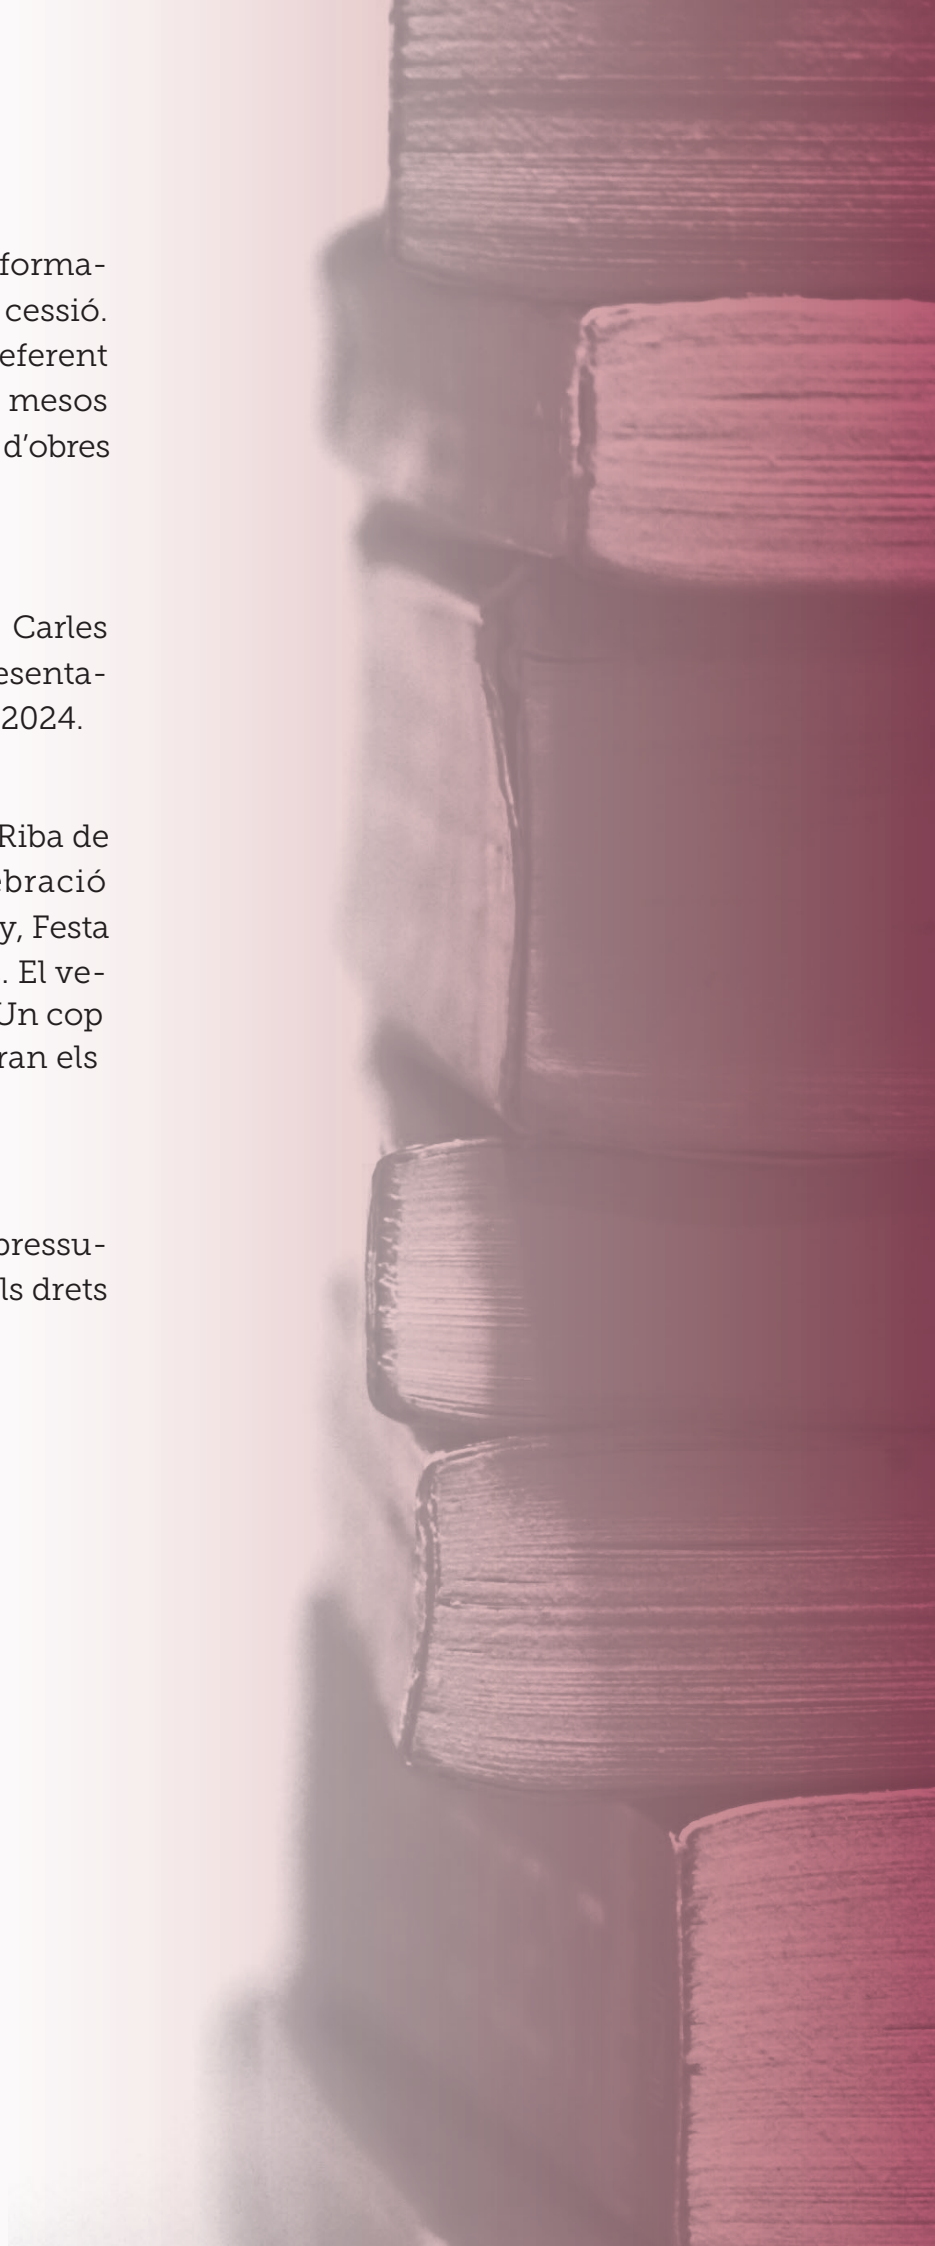 forma-
cessió.
eferent
mesos
d’obres
Carles
esenta-
2024.
Riba de
ebració
y, Festa
. El ve-
Un cop
ran els
pressu-
ls drets